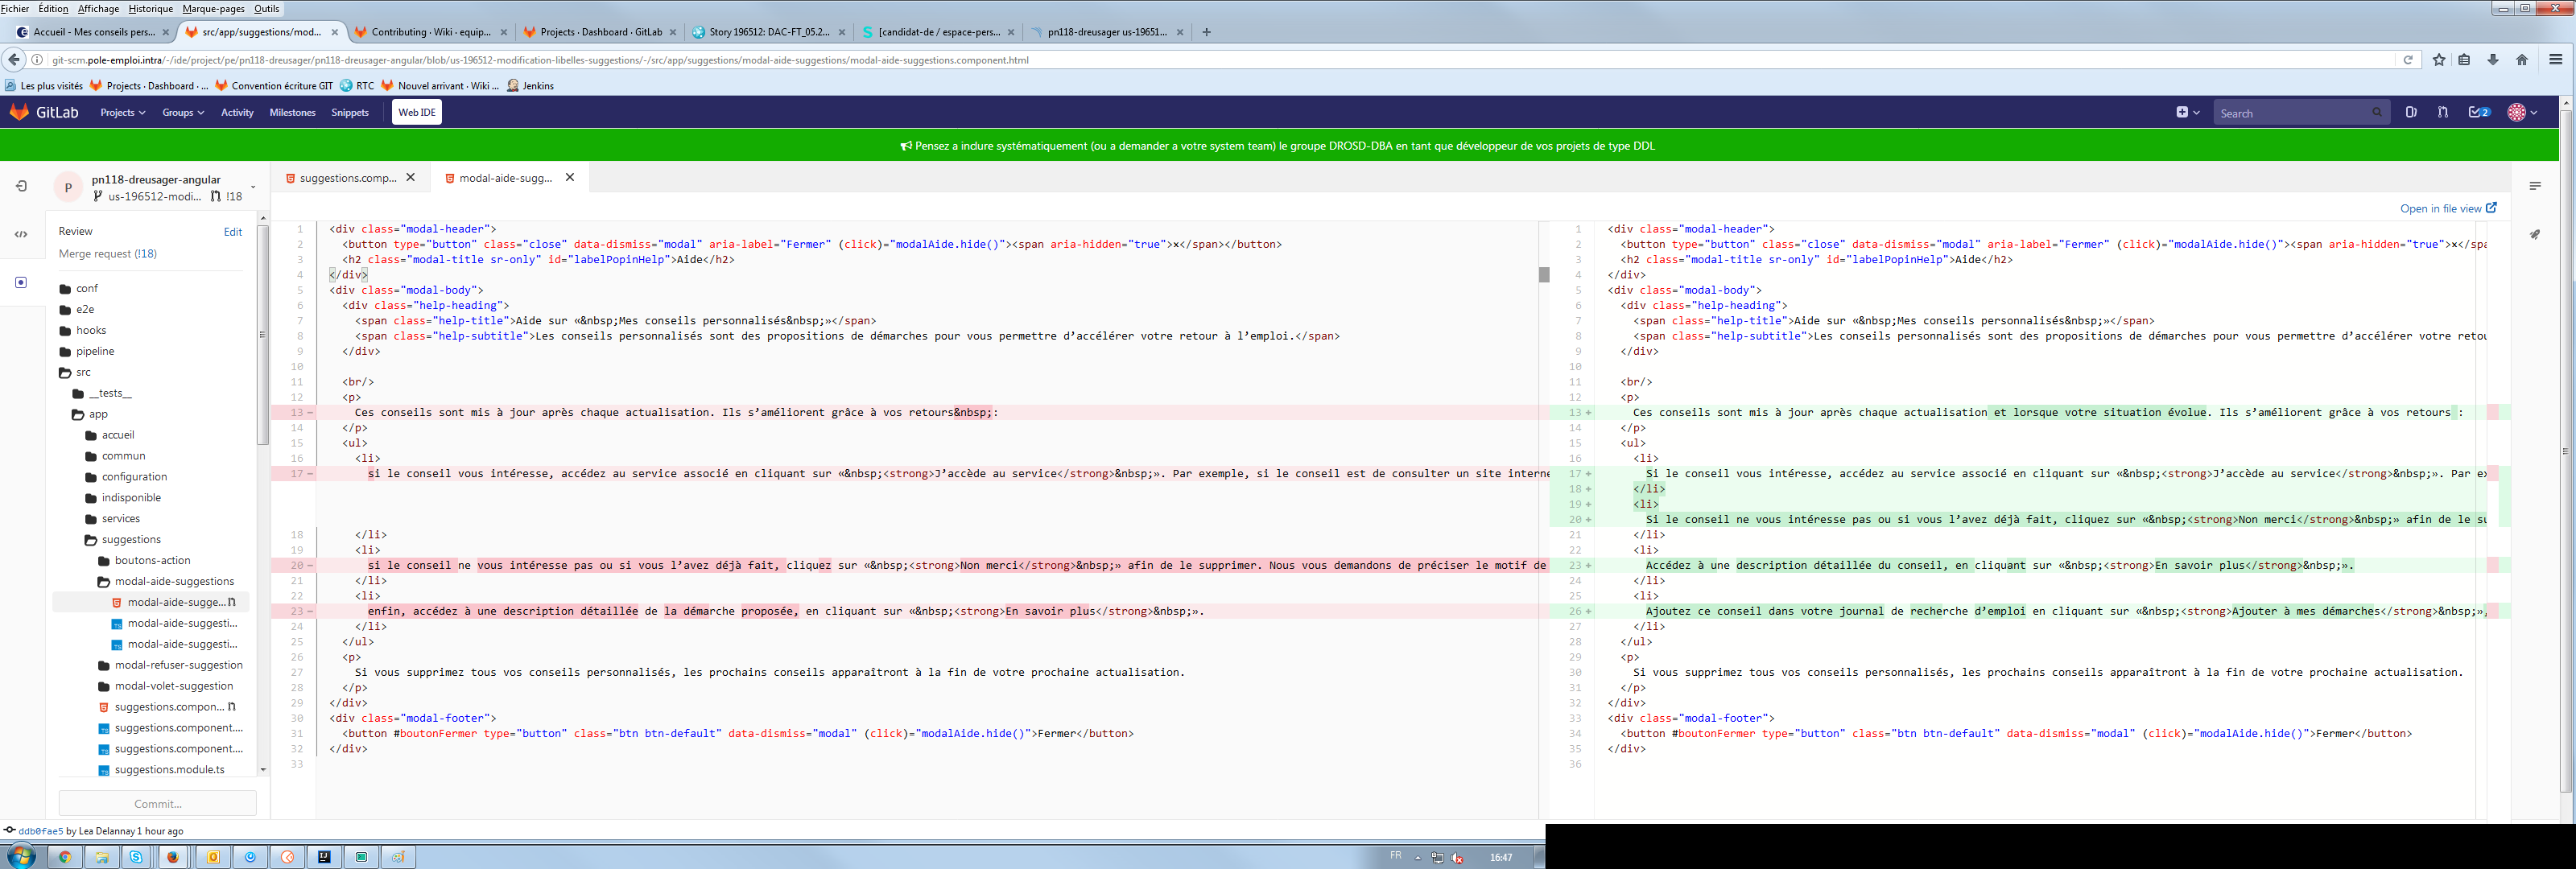 Fichier Édition Affichage Historique Marque-pages Outils
Accueil - Mes conseils pers... × src/app/suggestions/mod... × Contributing · Wiki · equip... × Projects · Dashboard · GitLab × Story 196512: DAC-FT_05.2... × [candidat-de / espace-pers... × pn118-dreusager us-19651... × +
git-scm.pole-emploi.intra/-/ide/project/pe/pn118-dreusager/pn118-dreusager-angular/blob/us-196512-modification-libelles-suggestions/-/src/app/suggestions/modal-aide-suggestions/modal-aide-suggestions.component.html
Les plus visités Projects · Dashboard · ... Convention écriture GIT RTC Nouvel arrivant · Wiki ... Jenkins
GitLab Projects Groups Activity Milestones Snippets Web IDE Search 2
Pensez a inclure systématiquement (ou a demander a votre system team) le groupe DROSD-DBA en tant que développeur de vos projets de type DDL
P pn118-dreusager-angular
us-196512-modi... !18
Review Edit
Merge request (!18)
conf
e2e
hooks
pipeline
src
__tests__
app
accueil
commun
configuration
indisponible
services
suggestions
boutons-action
modal-aide-suggestions
modal-aide-sugge...
modal-aide-suggesti...
modal-aide-suggesti...
modal-refuser-suggestion
modal-volet-suggestion
suggestions.compon...
suggestions.component....
suggestions.component....
suggestions.module.ts
Commit...
suggestions.comp... × modal-aide-sugg... ×
Open in file view
1 <div class="modal-header">
2 <button type="button" class="close" data-dismiss="modal" aria-label="Fermer" (click)="modalAide.hide()"><span aria-hidden="true">×</span></button>
3 <h2 class="modal-title sr-only" id="labelPopinHelp">Aide</h2>
4 </div>
5 <div class="modal-body">
6 <div class="help-heading">
7 <span class="help-title">Aide sur «&nbsp;Mes conseils personnalisés&nbsp;»</span>
8 <span class="help-subtitle">Les conseils personnalisés sont des propositions de démarches pour vous permettre d’accélérer votre retour à l’emploi.</span>
9 </div>
10
11 <br/>
12 <p>
13 − Ces conseils sont mis à jour après chaque actualisation. Ils s’améliorent grâce à vos retours&nbsp;:
14 </p>
15 <ul>
16 <li>
17 − si le conseil vous intéresse, accédez au service associé en cliquant sur «&nbsp;<strong>J’accède au service</strong>&nbsp;». Par exemple, si le conseil est de consulter un site interne
18 </li>
19 <li>
20 − si le conseil ne vous intéresse pas ou si vous l’avez déjà fait, cliquez sur «&nbsp;<strong>Non merci</strong>&nbsp;» afin de le supprimer. Nous vous demandons de préciser le motif de
21 </li>
22 <li>
23 − enfin, accédez à une description détaillée de la démarche proposée, en cliquant sur «&nbsp;<strong>En savoir plus</strong>&nbsp;».
24 </li>
25 </ul>
26 <p>
27 Si vous supprimez tous vos conseils personnalisés, les prochains conseils apparaîtront à la fin de votre prochaine actualisation.
28 </p>
29 </div>
30 <div class="modal-footer">
31 <button #boutonFermer type="button" class="btn btn-default" data-dismiss="modal" (click)="modalAide.hide()">Fermer</button>
32 </div>
33
1 <div class="modal-header">
2 <button type="button" class="close" data-dismiss="modal" aria-label="Fermer" (click)="modalAide.hide()"><span aria-hidden="true">×</spa
3 <h2 class="modal-title sr-only" id="labelPopinHelp">Aide</h2>
4 </div>
5 <div class="modal-body">
6 <div class="help-heading">
7 <span class="help-title">Aide sur «&nbsp;Mes conseils personnalisés&nbsp;»</span>
8 <span class="help-subtitle">Les conseils personnalisés sont des propositions de démarches pour vous permettre d’accélérer votre retou
9 </div>
10
11 <br/>
12 <p>
13 + Ces conseils sont mis à jour après chaque actualisation et lorsque votre situation évolue. Ils s’améliorent grâce à vos retours :
14 </p>
15 <ul>
16 <li>
17 + Si le conseil vous intéresse, accédez au service associé en cliquant sur «&nbsp;<strong>J’accède au service</strong>&nbsp;». Par ex
18 + </li>
19 + <li>
20 + Si le conseil ne vous intéresse pas ou si vous l’avez déjà fait, cliquez sur «&nbsp;<strong>Non merci</strong>&nbsp;» afin de le su
21 </li>
22 <li>
23 + Accédez à une description détaillée du conseil, en cliquant sur «&nbsp;<strong>En savoir plus</strong>&nbsp;».
24 </li>
25 <li>
26 + Ajoutez ce conseil dans votre journal de recherche d’emploi en cliquant sur «&nbsp;<strong>Ajouter à mes démarches</strong>&nbsp;»,
27 </li>
28 </ul>
29 <p>
30 Si vous supprimez tous vos conseils personnalisés, les prochains conseils apparaîtront à la fin de votre prochaine actualisation.
31 </p>
32 </div>
33 <div class="modal-footer">
34 <button #boutonFermer type="button" class="btn btn-default" data-dismiss="modal" (click)="modalAide.hide()">Fermer</button>
35 </div>
36
ddb0fae5 by Lea Delannay 1 hour ago
FR 16:47